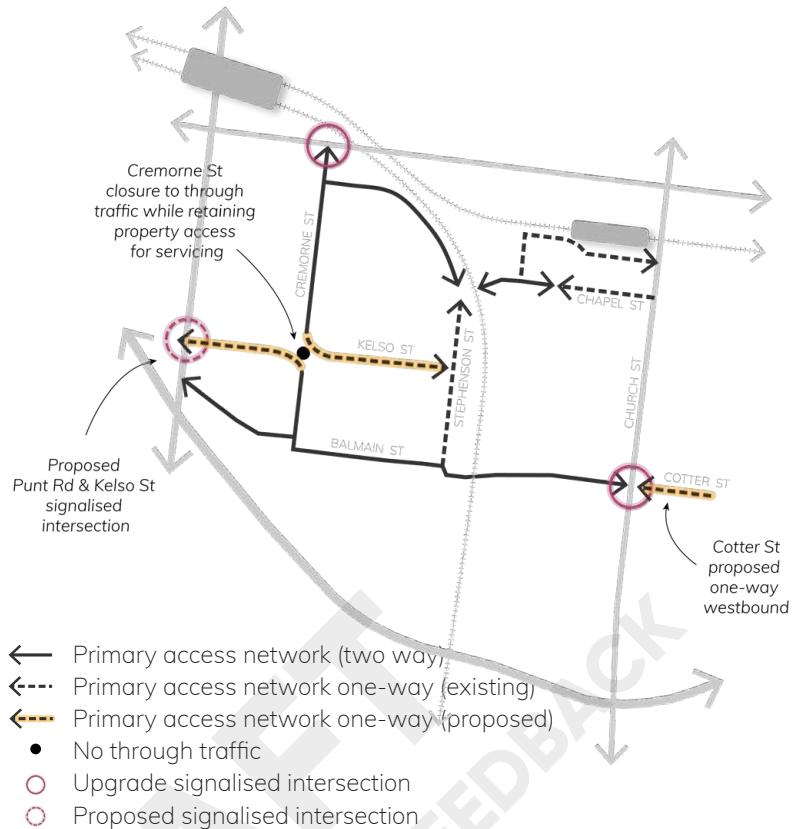 Cremorne St
closure to through
traffic while retaining
property access
for servicing
CREMORNE ST
CHAPEL ST
KELSO ST
STEPHENSON ST
CHURCH ST
BALMAIN ST
COTTER ST
Proposed
Punt Rd & Kelso St
signalised
intersection
Cotter St
proposed
one-way
westbound
Primary access network (two way)
Primary access network one-way (existing)
Primary access network one-way (proposed)
No through traffic
Upgrade signalised intersection
Proposed signalised intersection
AFT
FEEDBACK